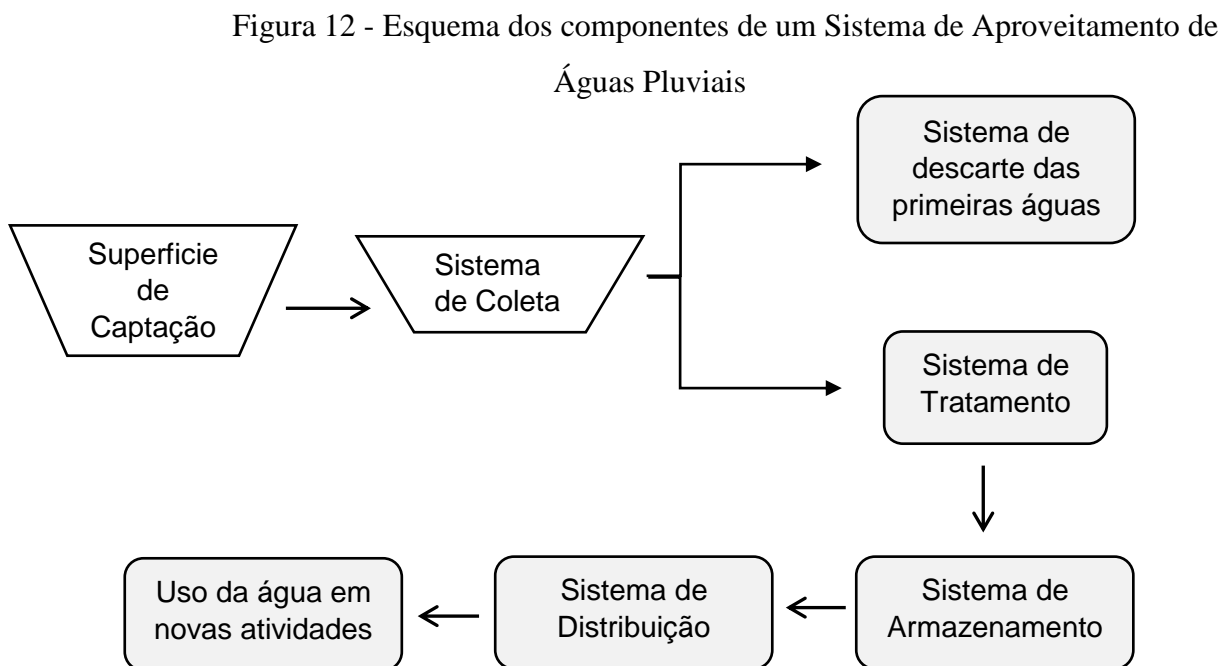 Figura 12 - Esquema dos componentes de um Sistema de Aproveitamento de
Águas Pluviais
Sistema de
descarte das
primeiras águas
Superficie
de
Captação
Sistema
de Coleta
Sistema de
Tratamento
Sistema de
Armazenamento
Sistema de
Distribuição
Uso da água em
novas atividades